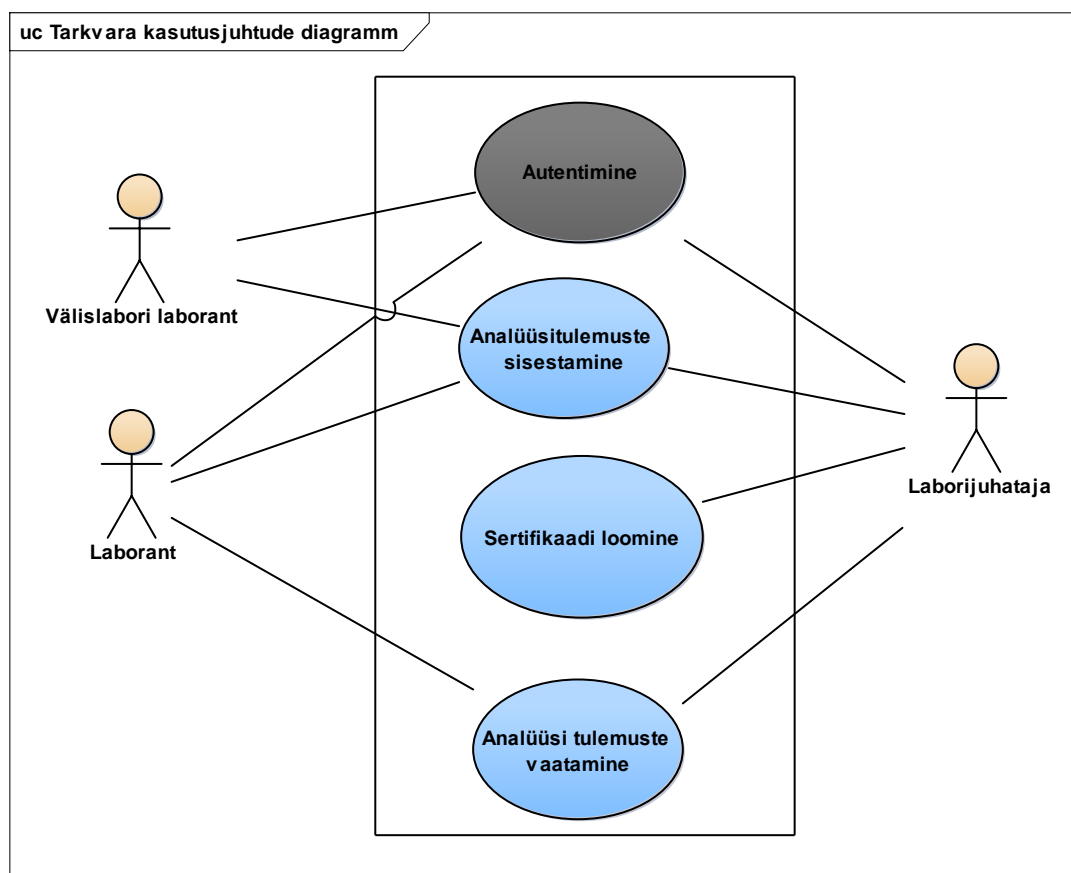 uc Tarkvara kasutusjuhtude diagramm
Autentimine
Välislabori laborant
Analüüsitulemuste
sisestamine
Laborijuhataja
Laborant
Sertifikaadi loomine
Analüüsi tulemuste
vaatamine